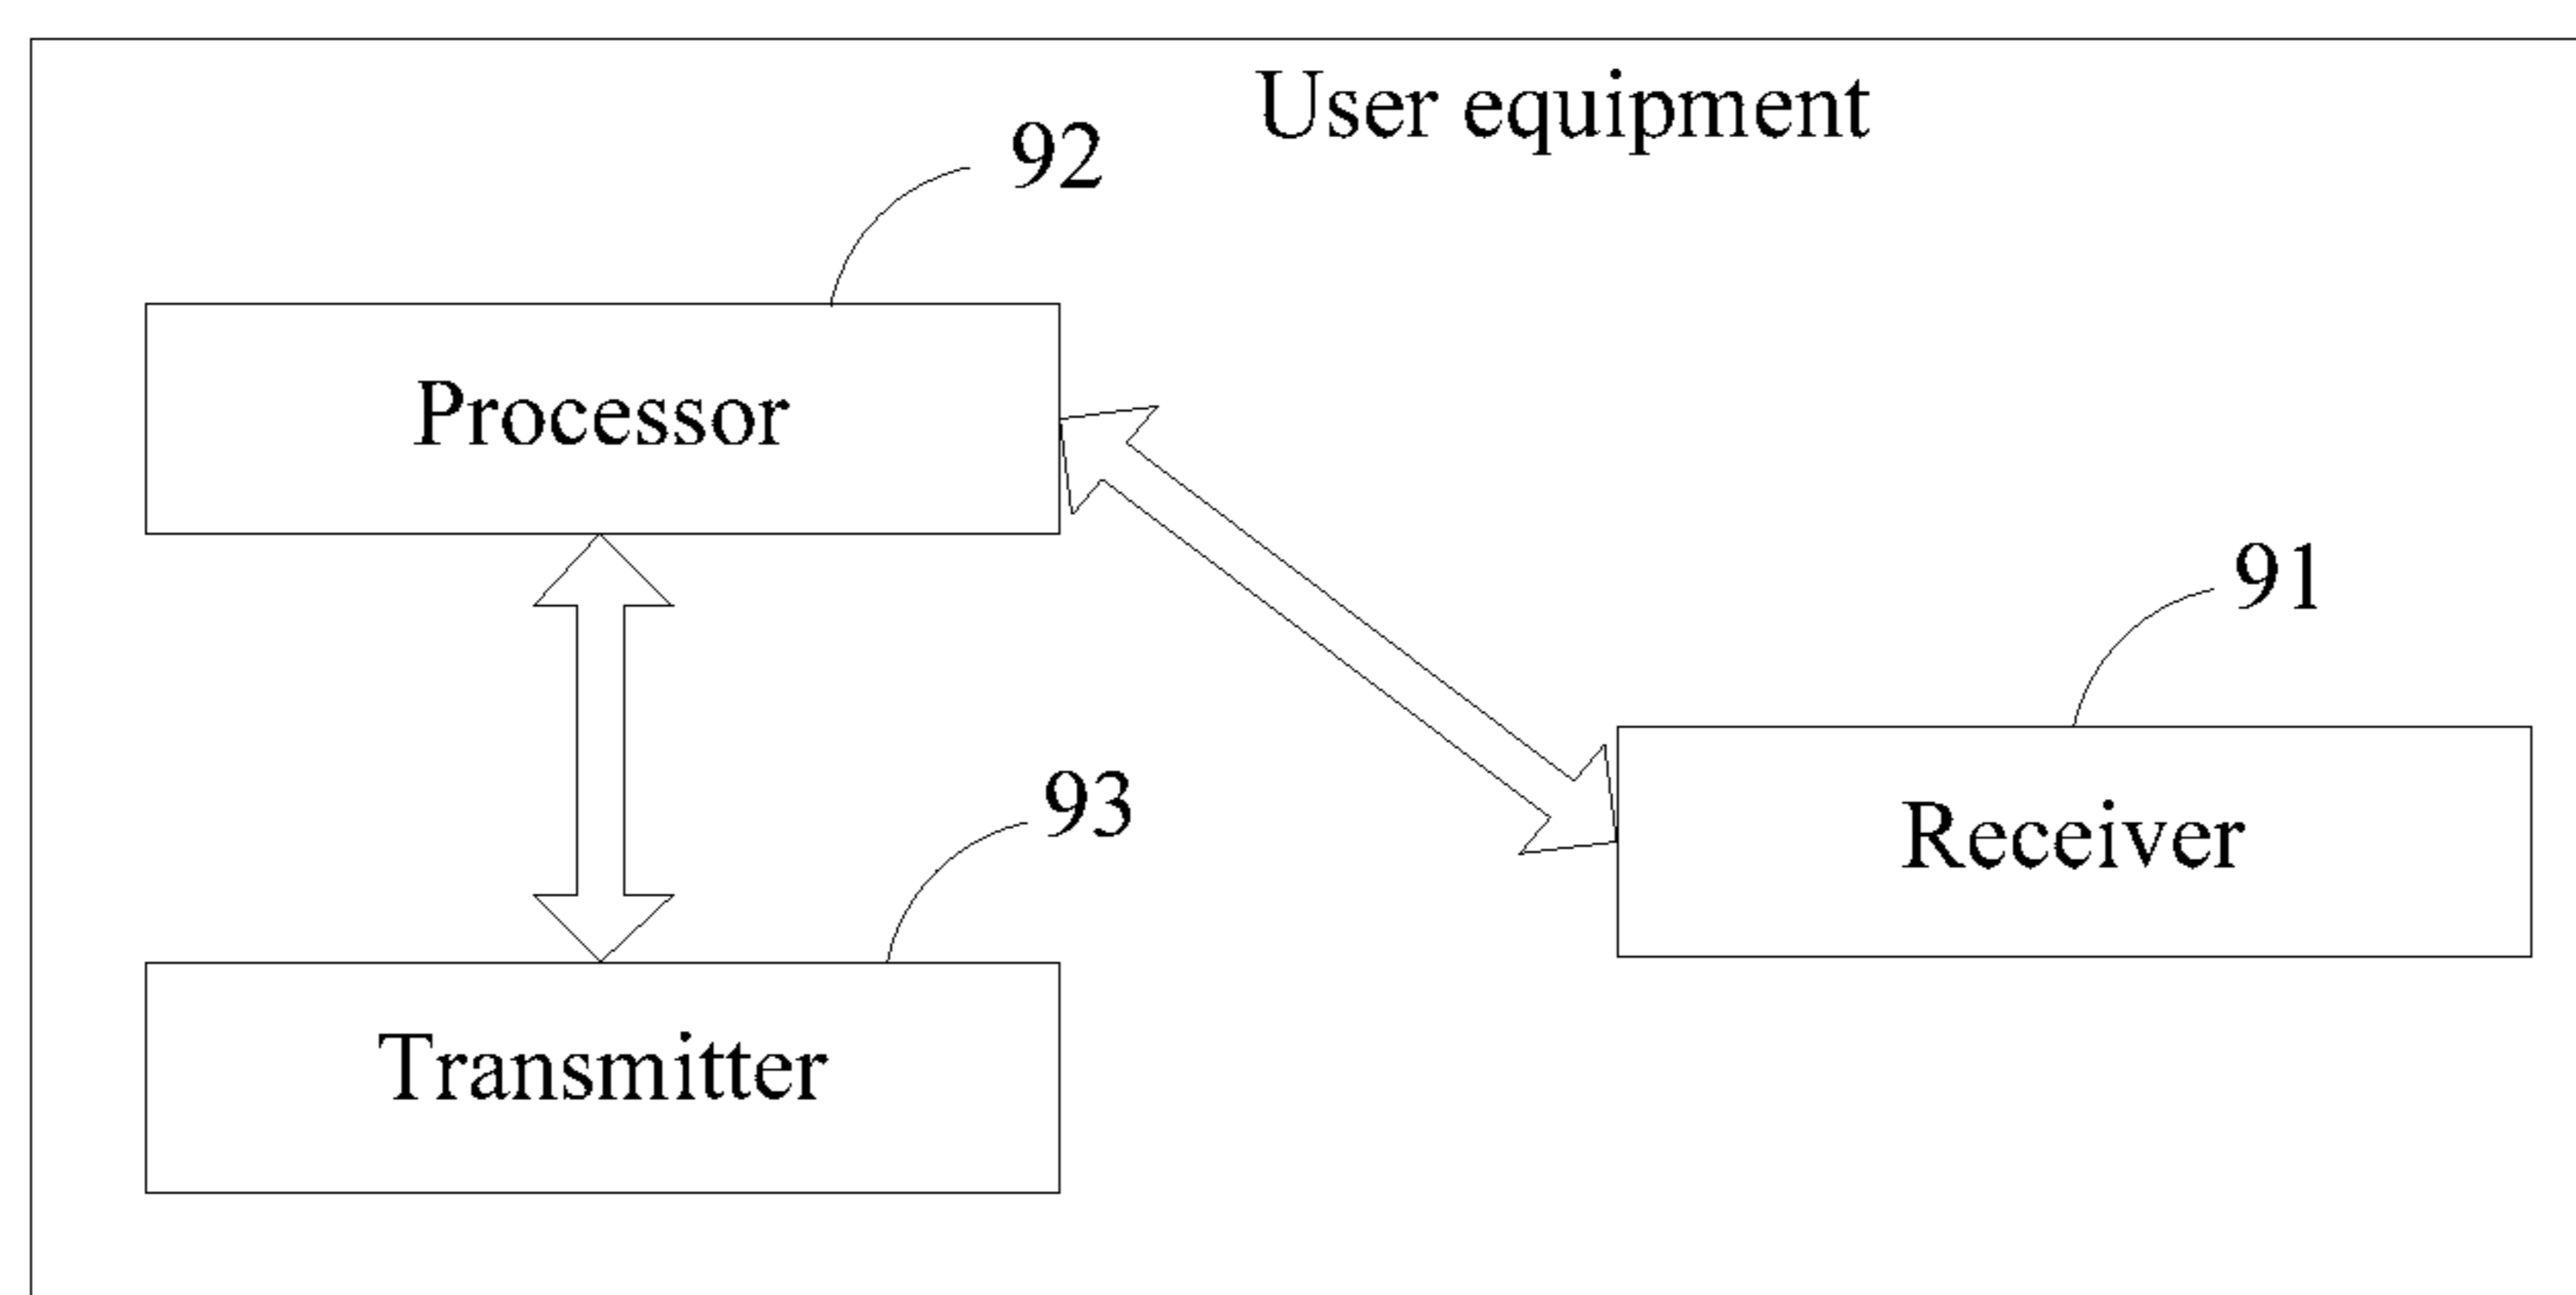 User equipment
92
Processor
91
93
Receiver
Transmitter